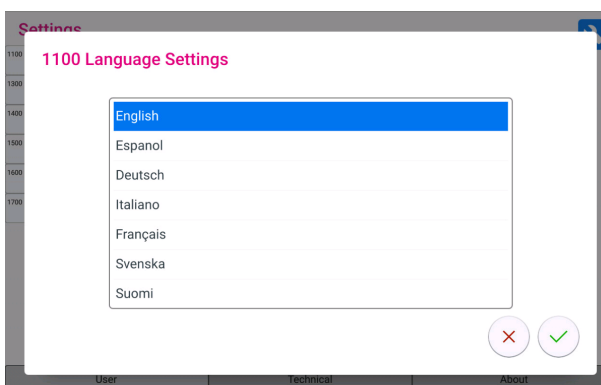 Settings
1100
1100 Language Settings
1300
1400
English
1500
Espanol
1600
Deutsch
1700
Italiano
Français
Svenska
Suomi
User
Technical
About